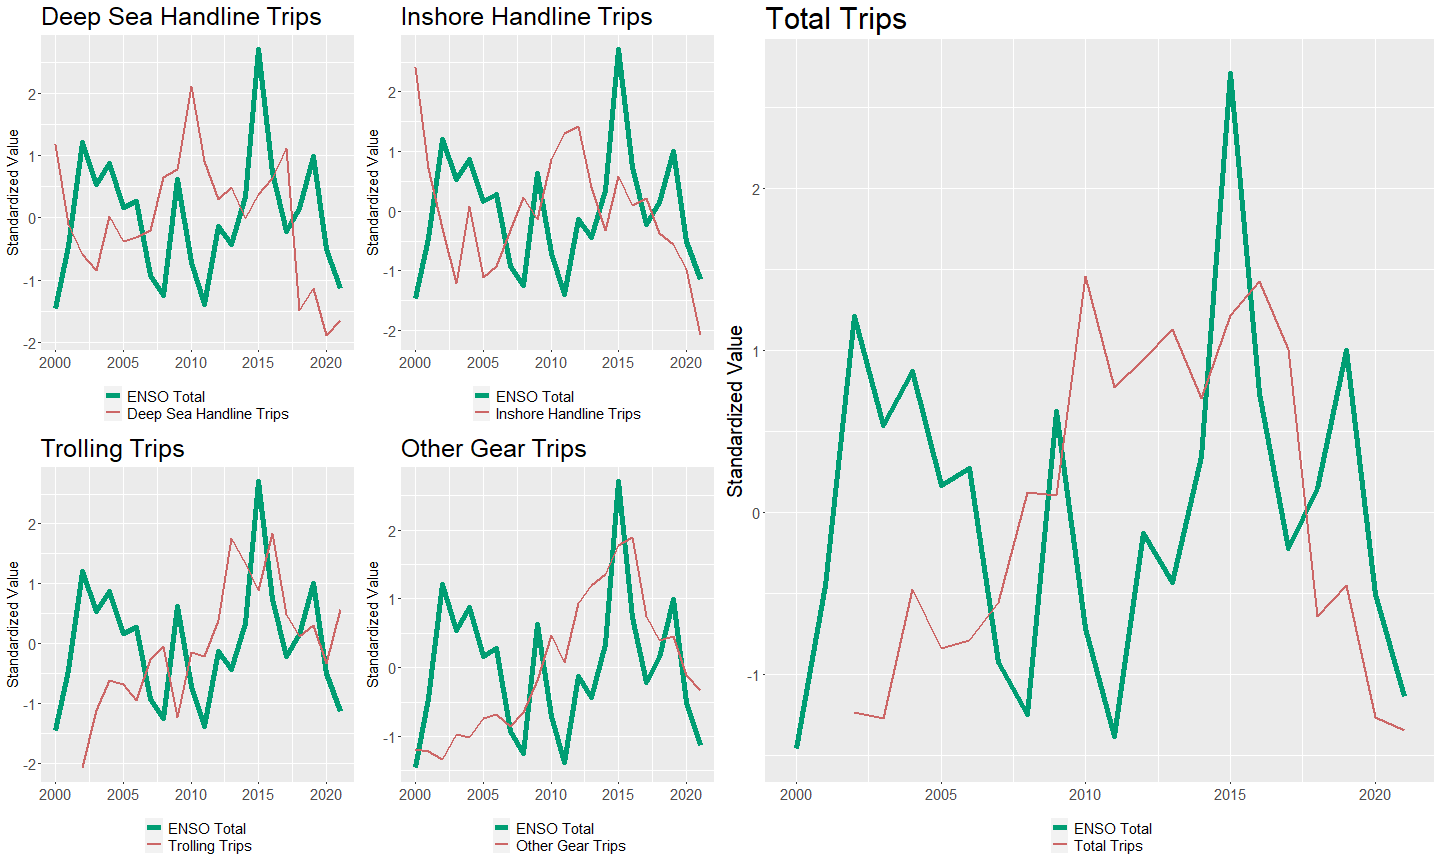 Deep Sea Handline Trips
Standardized Value
2
1
0
-1
-2
2000 2005 2010 2015 2020
ENSO Total
Deep Sea Handline Trips
Inshore Handline Trips
Standardized Value
2
1
0
-1
-2
2000 2005 2010 2015 2020
ENSO Total
Inshore Handline Trips
Trolling Trips
Standardized Value
2
1
0
-1
-2
2000 2005 2010 2015 2020
ENSO Total
Trolling Trips
Other Gear Trips
Standardized Value
2
1
0
-1
2000 2005 2010 2015 2020
ENSO Total
Other Gear Trips
Total Trips
Standardized Value
2
1
0
-1
2000 2005 2010 2015 2020
ENSO Total
Total Trips